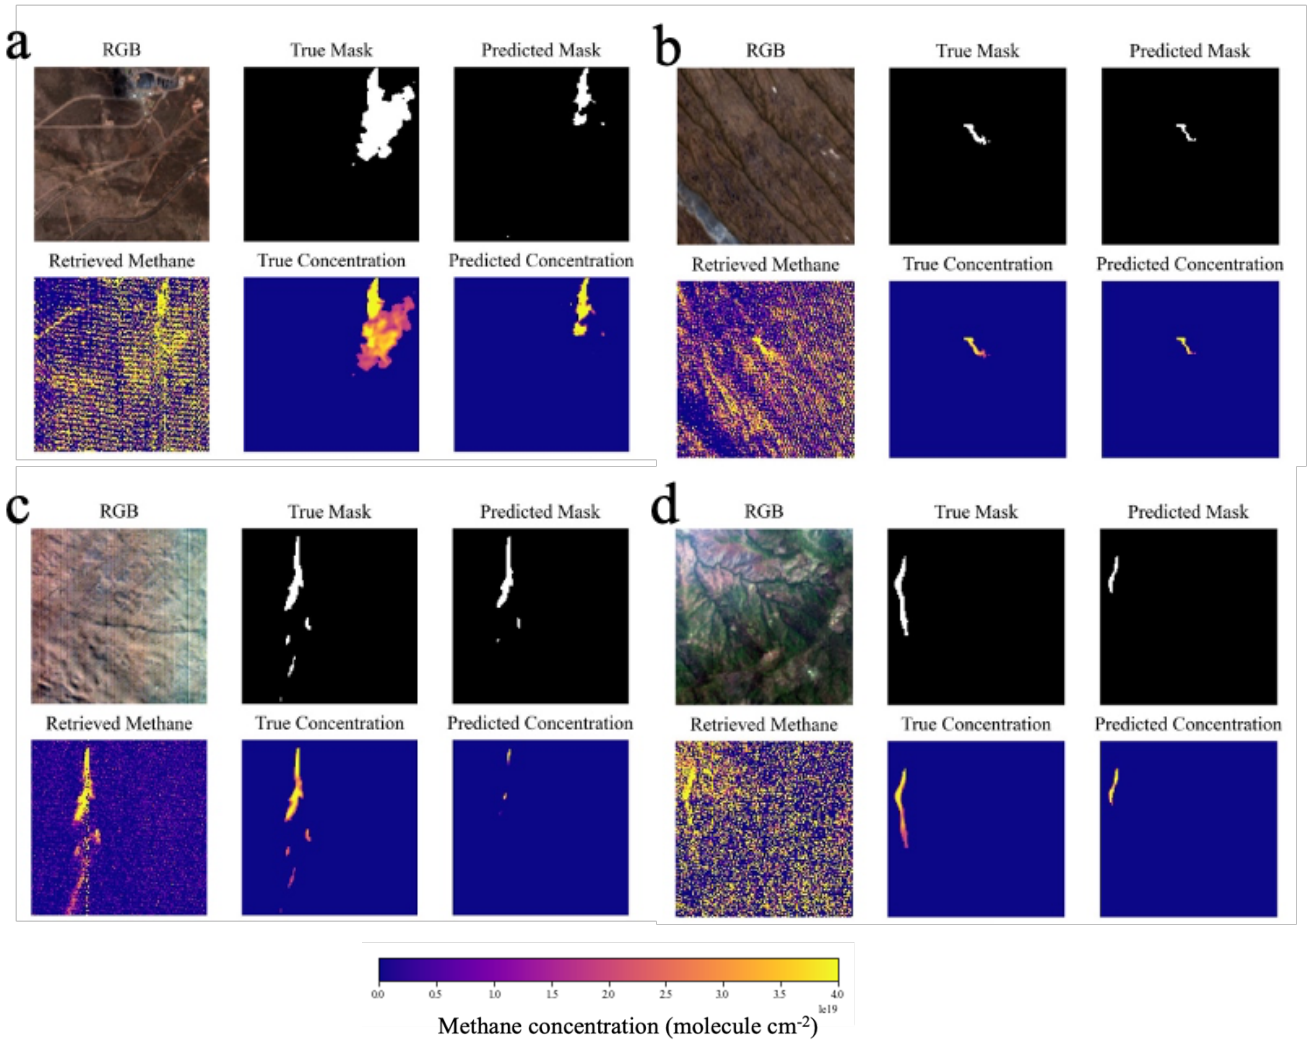 a
RGB
True Mask
Predicted Mask
Retrieved Methane
True Concentration
Predicted Concentration
b
RGB
True Mask
Predicted Mask
Retrieved Methane
True Concentration
Predicted Concentration
c
RGB
True Mask
Predicted Mask
Retrieved Methane
True Concentration
Predicted Concentration
d
RGB
True Mask
Predicted Mask
Retrieved Methane
True Concentration
Predicted Concentration
0.0 0.5 1.0 1.5 2.0 2.5 3.0 3.5 4.0
1e19
Methane concentration (molecule cm⁻²)